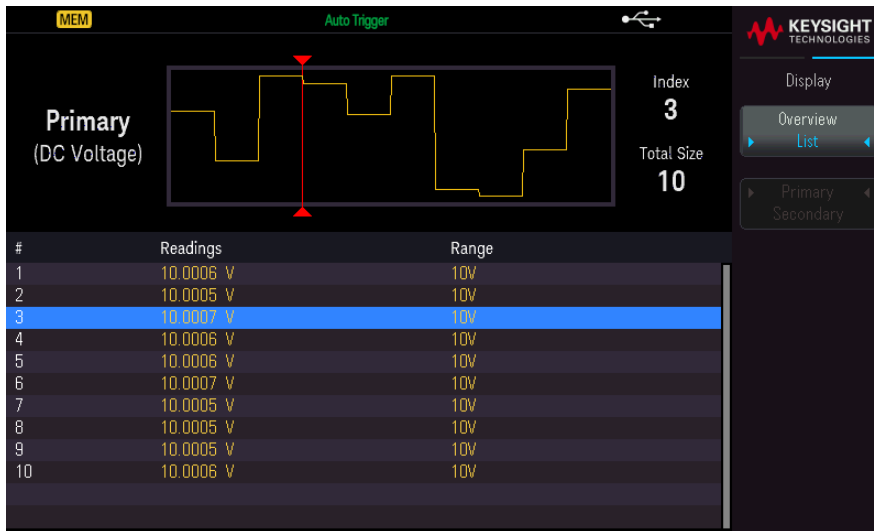 MEM Auto Trigger
KEYSIGHT
TECHNOLOGIES
Display
Overview
List
Primary
Secondary
Primary
(DC Voltage)
Index
3
Total Size
10
# Readings Range
1 10.0006 V 10V
2 10.0005 V 10V
3 10.0007 V 10V
4 10.0006 V 10V
5 10.0006 V 10V
6 10.0007 V 10V
7 10.0005 V 10V
8 10.0005 V 10V
9 10.0005 V 10V
10 10.0006 V 10V